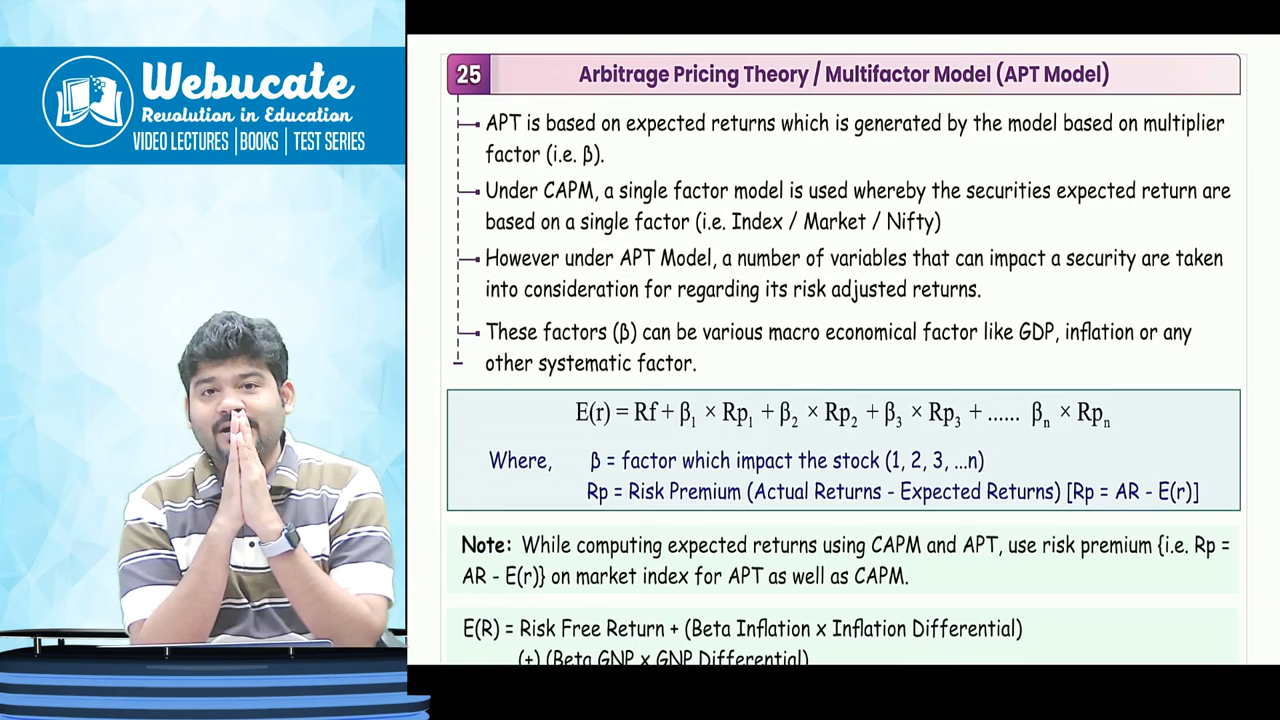 Webucate
Revolution in Education
VIDEO LECTURES | BOOKS | TEST SERIES
25 Arbitrage Pricing Theory / Multifactor Model (APT Model)
APT is based on expected returns which is generated by the model based on multiplier
factor (i.e. β).
Under CAPM, a single factor model is used whereby the securities expected return are
based on a single factor (i.e. Index / Market / Nifty)
However under APT Model, a number of variables that can impact a security are taken
into consideration for regarding its risk adjusted returns.
These factors (β) can be various macro economical factor like GDP, inflation or any
other systematic factor.
E(r) = Rf + β₁ × Rp₁ + β₂ × Rp₂ + β₃ × Rp₃ + ...... βₙ × Rpₙ
Where, β = factor which impact the stock (1, 2, 3, ...n)
Rp = Risk Premium (Actual Returns - Expected Returns) [Rp = AR - E(r)]
Note: While computing expected returns using CAPM and APT, use risk premium {i.e. Rp =
AR - E(r)} on market index for APT as well as CAPM.
E(R) = Risk Free Return + (Beta Inflation x Inflation Differential)
(+) (Beta GNP x GNP Differential)